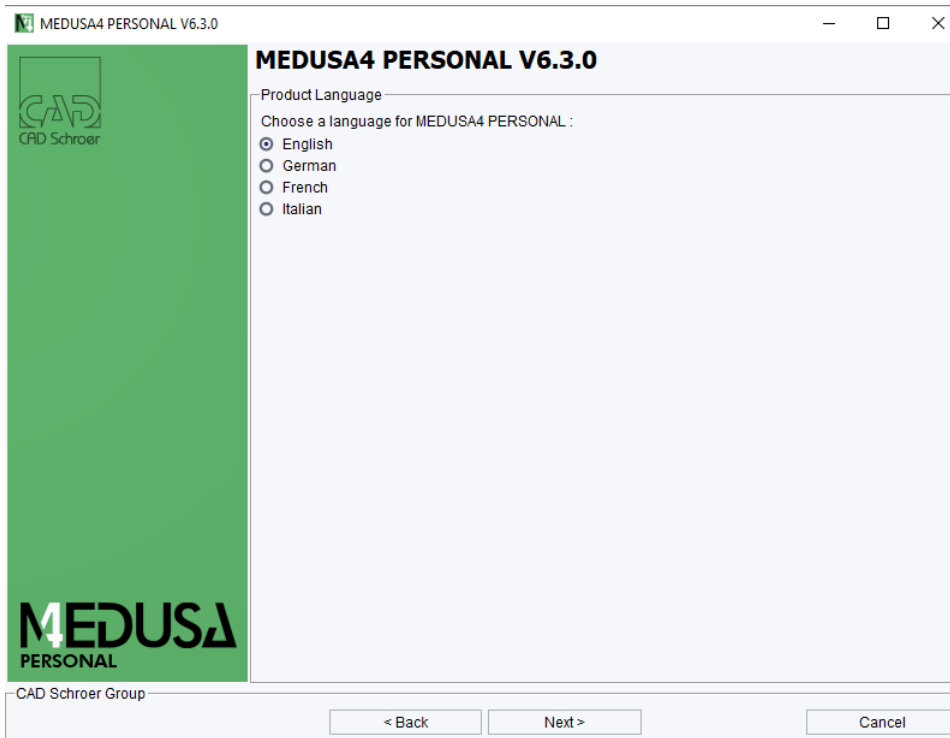 MEDUSA4 PERSONAL V6.3.0
MEDUSA4 PERSONAL V6.3.0
CAD
CAD Schroer
Product Language
Choose a language for MEDUSA4 PERSONAL :
English
German
French
Italian
M4EDUSA
PERSONAL
CAD Schroer Group
< Back
Next >
Cancel